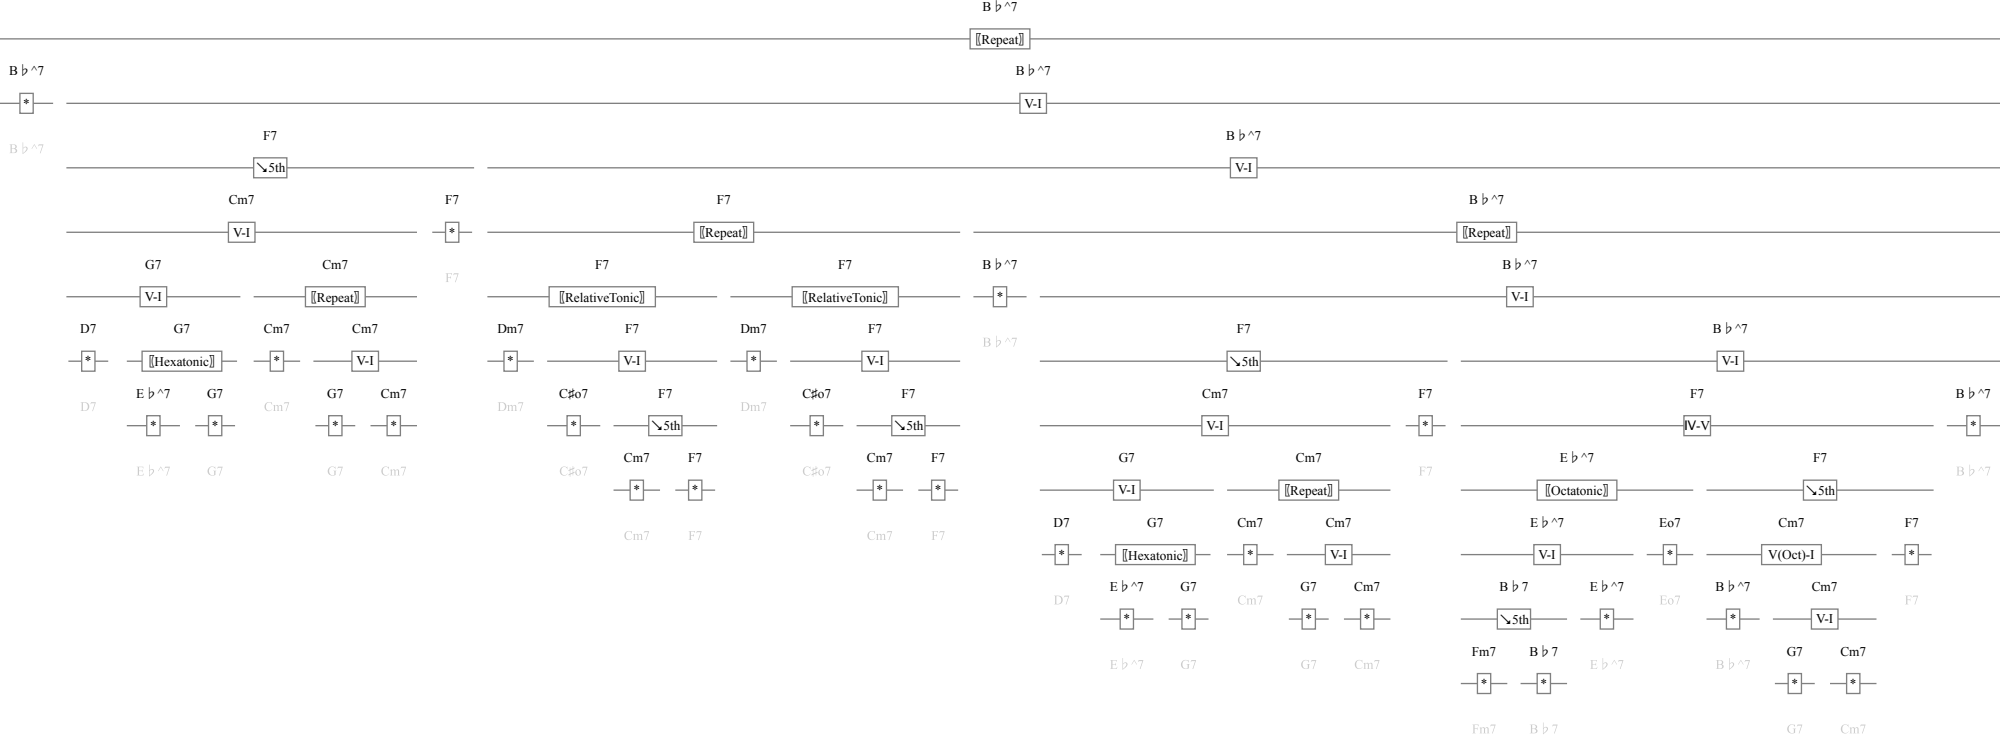 B♭^7
⟦Repeat⟧
B♭^7 B♭^7
* V-I
B♭^7 F7 B♭^7
↘5th V-I
Cm7 F7 F7 B♭^7
V-I * ⟦Repeat⟧ ⟦Repeat⟧
G7 Cm7 F7 F7 F7 B♭^7 B♭^7
V-I ⟦Repeat⟧ ⟦RelativeTonic⟧ ⟦RelativeTonic⟧ * V-I
D7 G7 Cm7 Cm7 Dm7 F7 Dm7 F7 B♭^7 F7 B♭^7
* ⟦Hexatonic⟧ * V-I * V-I * V-I ↘5th V-I
D7 E♭^7 G7 Cm7 G7 Cm7 Dm7 C♯o7 F7 Dm7 C♯o7 F7 Cm7 F7 F7 B♭^7
* * * * * ↘5th * ↘5th V-I * Ⅳ-V *
E♭^7 G7 G7 Cm7 C♯o7 Cm7 F7 C♯o7 Cm7 F7 G7 Cm7 F7 E♭^7 F7 B♭^7
* * * * V-I ⟦Repeat⟧ ⟦Octatonic⟧ ↘5th
Cm7 F7 Cm7 F7 D7 G7 Cm7 Cm7 E♭^7 Eo7 Cm7 F7
* ⟦Hexatonic⟧ * V-I V-I * V(Oct)-I *
D7 E♭^7 G7 Cm7 G7 Cm7 B♭7 E♭^7 Eo7 B♭^7 Cm7 F7
* * * * ↘5th * * V-I
E♭^7 G7 G7 Cm7 Fm7 B♭7 E♭^7 B♭^7 G7 Cm7
* * * *
Fm7 B♭7 G7 Cm7